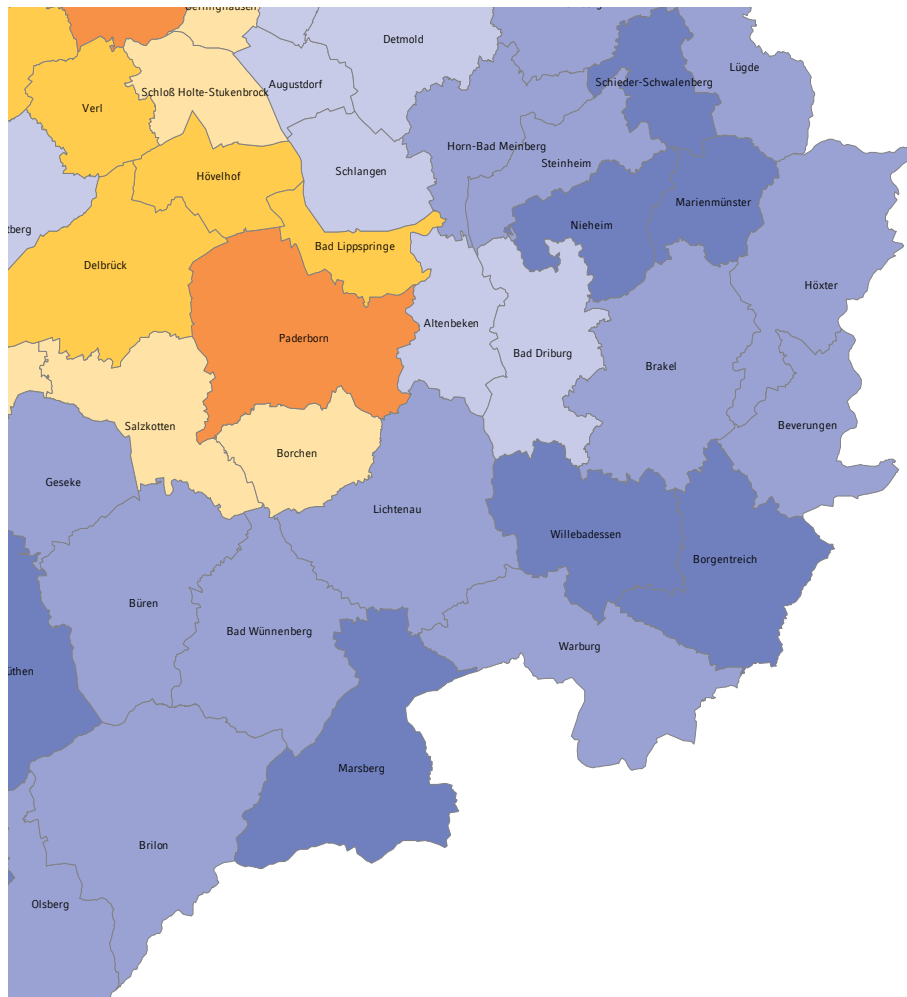 Detmold
Lügde
Schieder-Schwalenberg
Augustdorf
Schloß Holte-Stukenbrock
Verl
Horn-Bad Meinberg
Steinheim
Schlangen
Hövelhof
Marienmünster
Nieheim
Bad Lippspringe
Delbrück
Höxter
Altenbeken
Paderborn
Bad Driburg
Brakel
Salzkotten
Beverungen
Borchen
Geseke
Lichtenau
Willebadessen
Borgentreich
Büren
Bad Wünnenberg
Warburg
üthen
Marsberg
Brilon
Olsberg